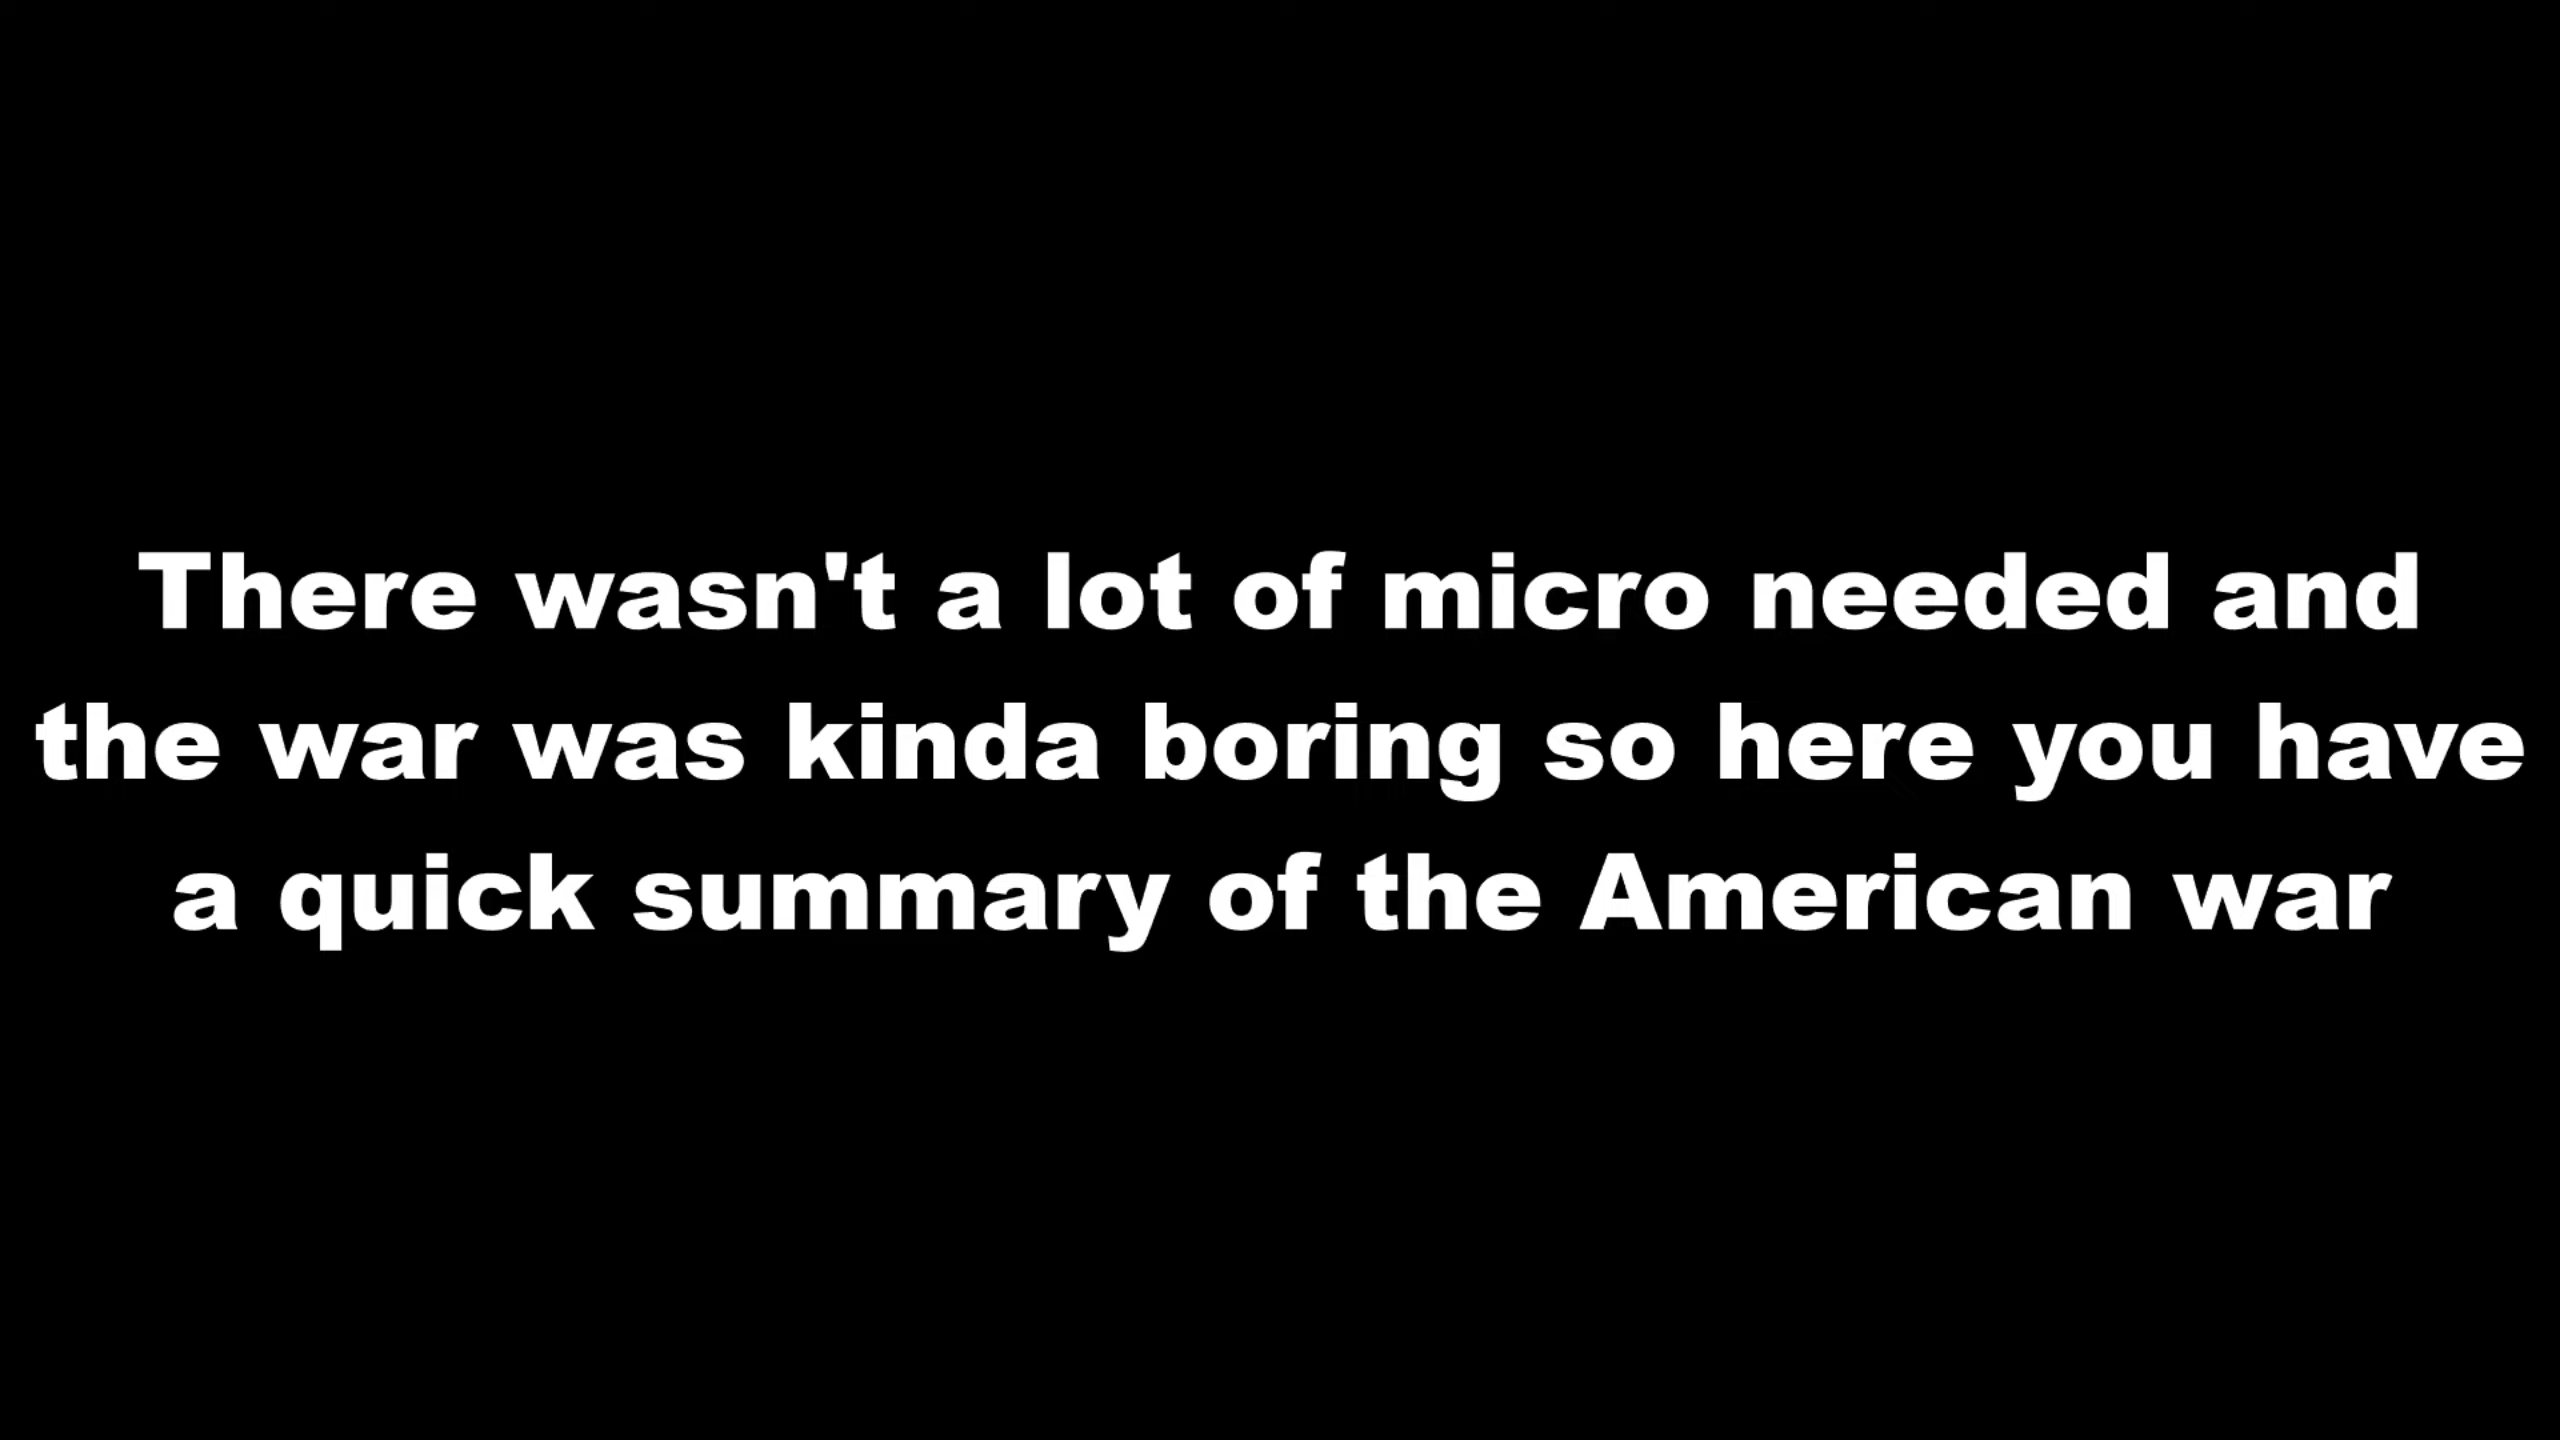 There wasn't a lot of micro needed and
the war was kinda boring so here you have
a quick summary of the American war